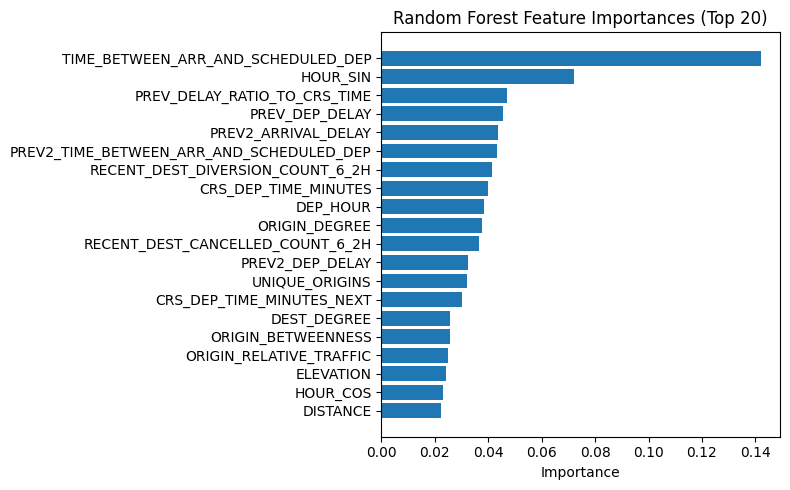 Random Forest Feature Importances (Top 20)
TIME_BETWEEN_ARR_AND_SCHEDULED_DEP
HOUR_SIN
PREV_DELAY_RATIO_TO_CRS_TIME
PREV_DEP_DELAY
PREV2_ARRIVAL_DELAY
PREV2_TIME_BETWEEN_ARR_AND_SCHEDULED_DEP
RECENT_DEST_DIVERSION_COUNT_6_2H
CRS_DEP_TIME_MINUTES
DEP_HOUR
ORIGIN_DEGREE
RECENT_DEST_CANCELLED_COUNT_6_2H
PREV2_DEP_DELAY
UNIQUE_ORIGINS
CRS_DEP_TIME_MINUTES_NEXT
DEST_DEGREE
ORIGIN_BETWEENNESS
ORIGIN_RELATIVE_TRAFFIC
ELEVATION
HOUR_COS
DISTANCE
0.00 0.02 0.04 0.06 0.08 0.10 0.12 0.14
Importance